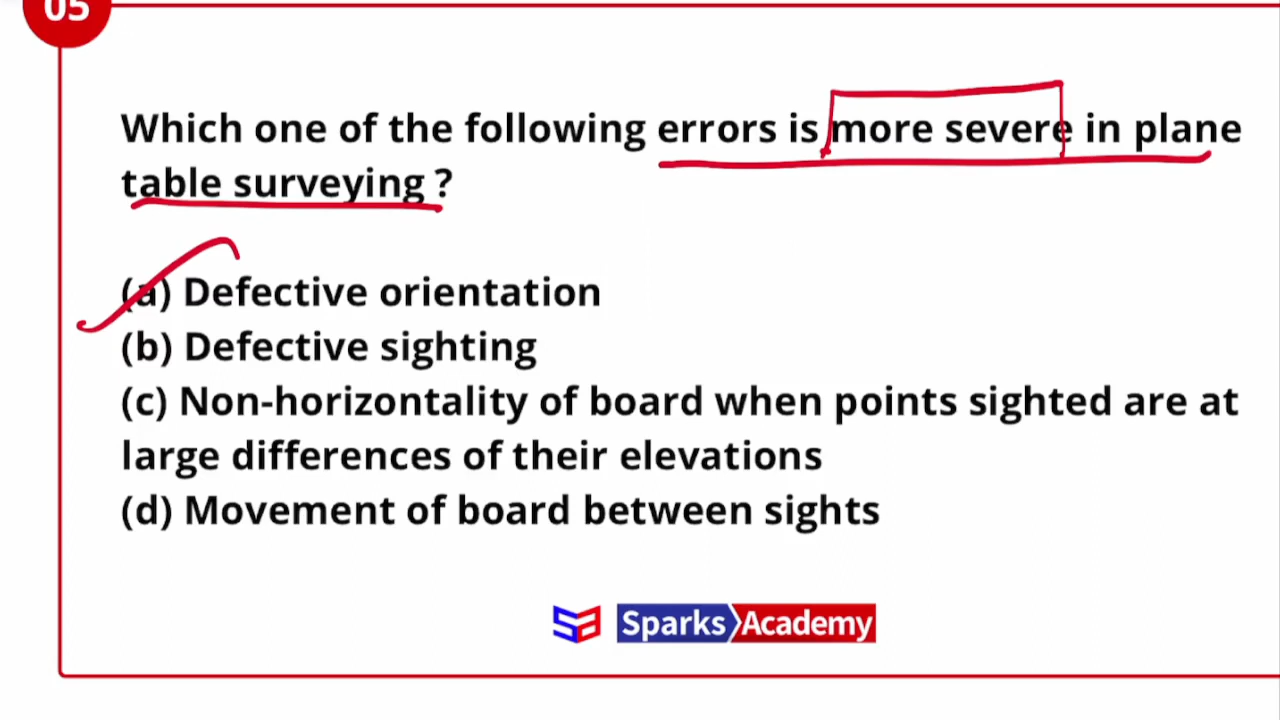 05
Which one of the following errors is more severe in plane
table surveying ?
(a) Defective orientation
(b) Defective sighting
(c) Non-horizontality of board when points sighted are at
large differences of their elevations
(d) Movement of board between sights
Sparks Academy